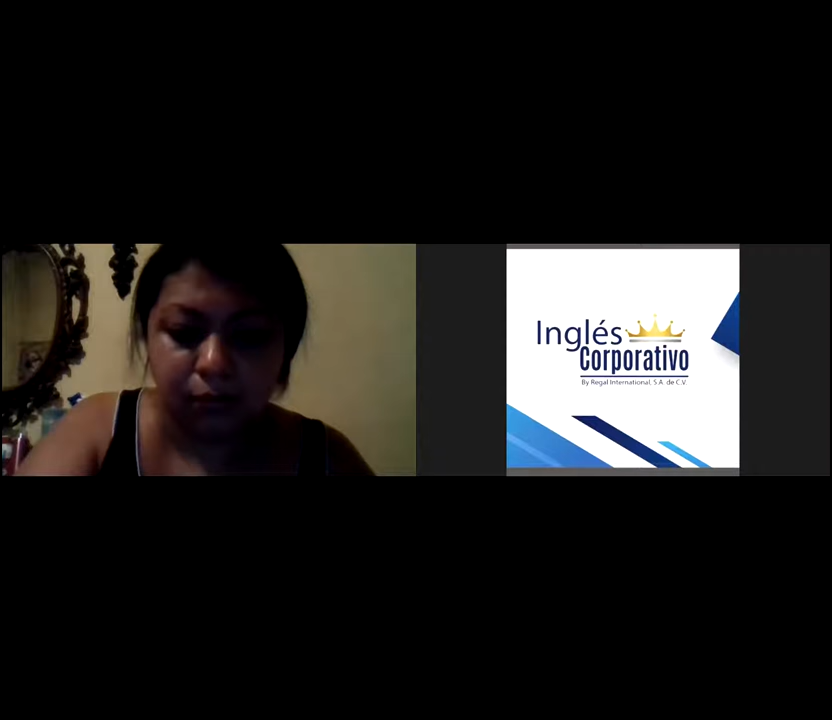 Inglés
Corporativo
By Regal International, S.A. de C.V.